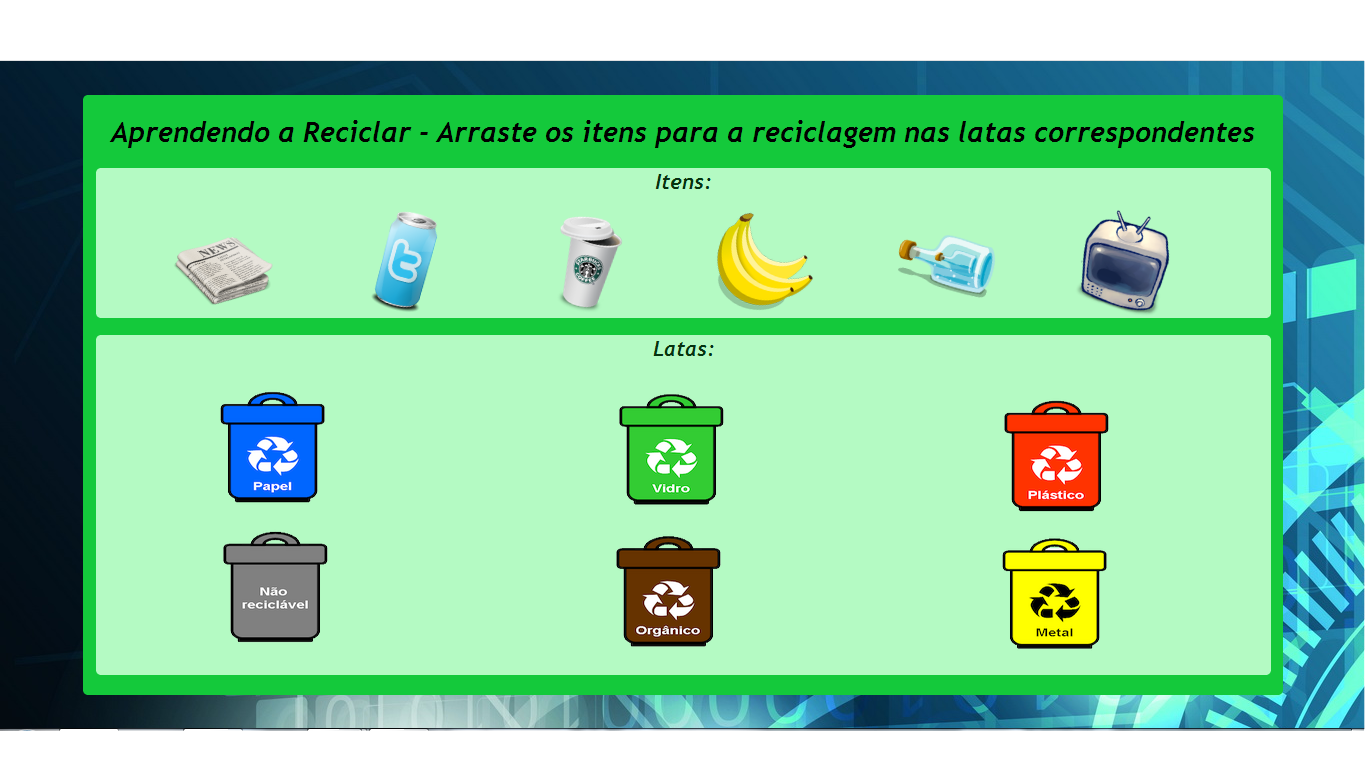 Aprendendo a Reciclar - Arraste os itens para a reciclagem nas latas correspondentes
Itens:
NEWS
t
Latas:
Papel
Vidro
Plástico
Não
reciclável
Orgânico
Metal